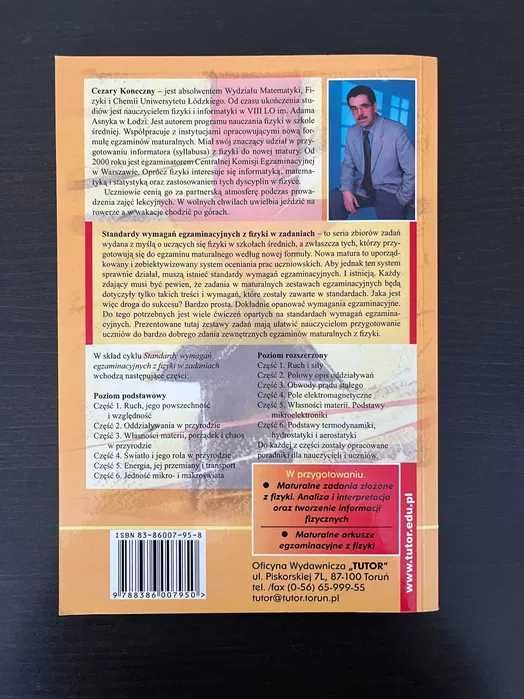 Cezary Koneczny – jest absolwentem Wydziału Matematyki, Fi-
zyki i Chemii Uniwersytetu Łódzkiego. Od czasu ukończenia stu-
diów jest nauczycielem fizyki i informatyki w VIII LO im. Adama
Asnyka w Łodzi. Jest autorem programu nauczania fizyki w szkole
średniej. Współpracuje z instytucjami opracowującymi nową for-
mułę egzaminów maturalnych. Miał swój znaczący udział w przy-
gotowaniu informatora (syllabusa) z fizyki do nowej matury. Od
2000 roku jest egzaminatorem Centralnej Komisji Egzaminacyjnej
w Warszawie. Oprócz fizyki interesuje się informatyką, matema-
tyką i statystyką oraz zastosowaniem tych dyscyplin w fizyce.
Uczniowie cenią go za partnerską atmosferę podczas prowa-
dzenia zajęć lekcyjnych. W wolnych chwilach uwielbia jeździć na
rowerze a w wakacje chodzić po górach.
Standardy wymagań egzaminacyjnych z fizyki w zadaniach – to seria zbiorów zadań
wydana z myślą o uczących się fizyki w szkołach średnich, a zwłaszcza tych, którzy przy-
gotowują się do egzaminu maturalnego według nowej formuły. Nowa matura to uporząd-
kowany i zobiektywizowany system oceniania prac uczniowskich. Aby jednak ten system
sprawnie działał, muszą istnieć standardy wymagań egzaminacyjnych. I istnieją. Każdy
zdający musi być pewien, że zadania w maturalnych zestawach egzaminacyjnych będą
dotyczyły tylko takich treści i wymagań, które zostały zawarte w standardach. Jaka jest
więc droga do sukcesu? Bardzo prosta. Dokładnie opanować wymagania egzaminacyjne.
Do tego potrzebnych jest wiele ćwiczeń opartych na standardach wymagań egzamina-
cyjnych. Prezentowane tutaj zestawy zadań mają ułatwić nauczycielom przygotowanie
uczniów do bardzo dobrego zdania zewnętrznych egzaminów maturalnych z fizyki.
W skład cyklu Standardy wymagań
egzaminacyjnych z fizyki w zadaniach
wchodzą następujące części:
Poziom podstawowy
Część 1. Ruch, jego powszechność
i względność
Część 2. Oddziaływania w przyrodzie
Część 3. Własności materii, porządek i chaos
w przyrodzie
Część 4. Światło i jego rola w przyrodzie
Część 5. Energia, jej przemiany i transport
Część 6. Jedność mikro- i makroświata
Poziom rozszerzony
Część 1. Ruch i siły
Część 2. Polowy opis oddziaływań
Część 3. Obwody prądu stałego
Część 4. Pole elektromagnetyczne
Część 5. Własności materii. Podstawy
mikroelektroniki
Część 6. Podstawy termodynamiki,
hydrostatyki i aerostatyki
Do każdej z części zostały opracowane
poradniki dla nauczycieli i uczniów.
W przygotowaniu:
● Maturalne zadania złożone
z fizyki. Analiza i interpretacja
oraz tworzenie informacji
fizycznych
● Maturalne arkusze
egzaminacyjne z fizyki
www.tutor.edu.pl
ISBN 83-86007-95-8
9 788386 007950 >
Oficyna Wydawnicza „TUTOR"
ul. Piskorskiej 7L, 87-100 Toruń
tel. /fax (0-56) 65-999-55
tutor@tutor.torun.pl